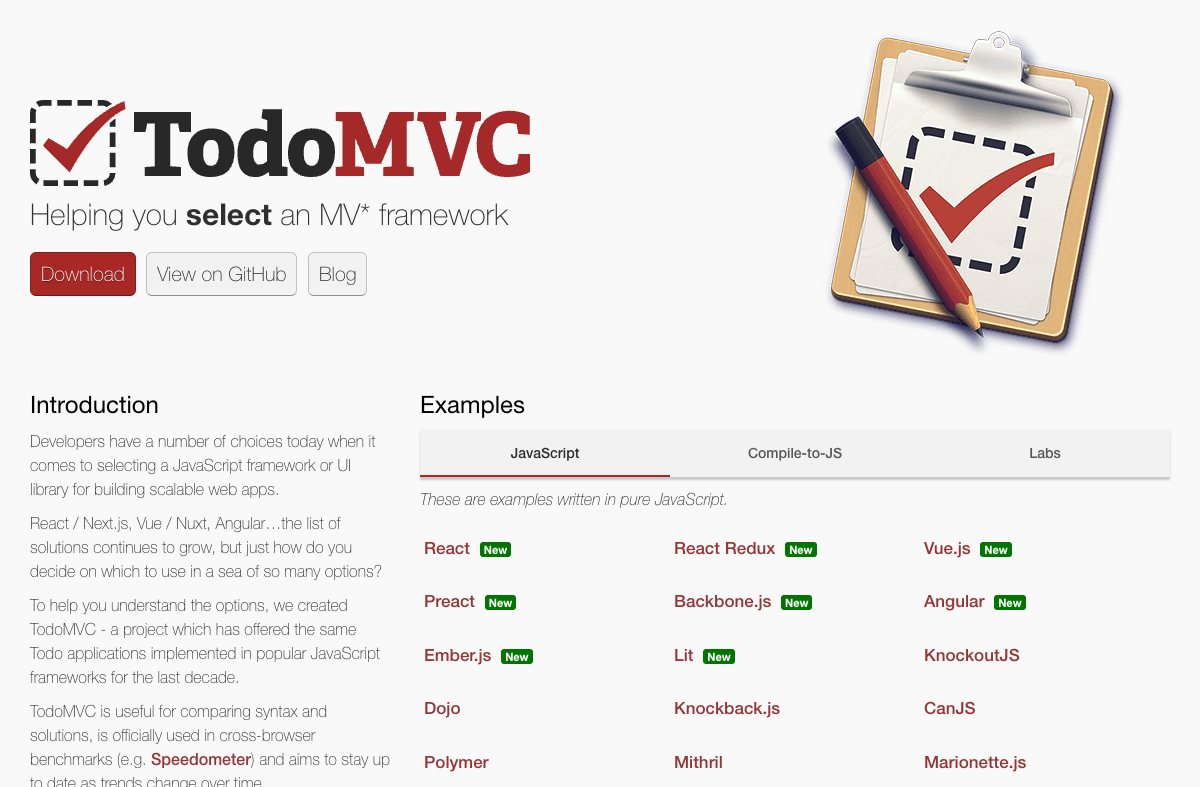 TodoMVC
Helping you select an MV* framework
Download
View on GitHub
Blog
Introduction
Developers have a number of choices today when it
comes to selecting a JavaScript framework or UI
library for building scalable web apps.
React / Next.js, Vue / Nuxt, Angular…the list of
solutions continues to grow, but just how do you
decide on which to use in a sea of so many options?
To help you understand the options, we created
TodoMVC - a project which has offered the same
Todo applications implemented in popular JavaScript
frameworks for the last decade.
TodoMVC is useful for comparing syntax and
solutions, is officially used in cross-browser
benchmarks (e.g. Speedometer) and aims to stay up
to date as trends change over time.
Examples
JavaScript
Compile-to-JS
Labs
These are examples written in pure JavaScript.
React New
React Redux New
Vue.js New
Preact New
Backbone.js New
Angular New
Ember.js New
Lit New
KnockoutJS
Dojo
Knockback.js
CanJS
Polymer
Mithril
Marionette.js